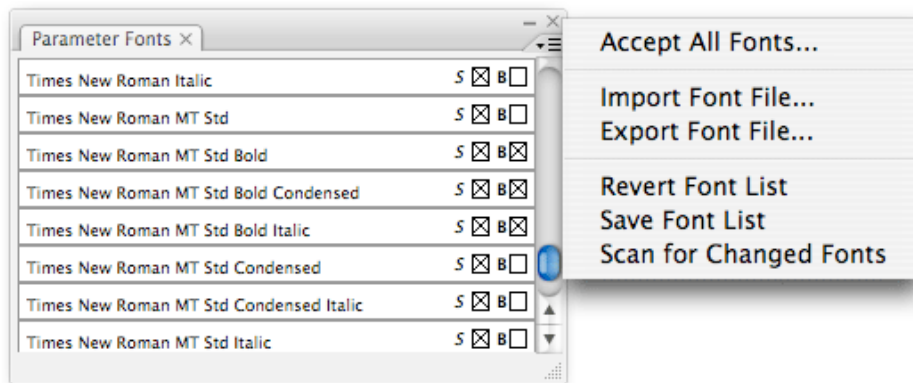 Parameter Fonts
Times New Roman Italic S B
Times New Roman MT Std S B
Times New Roman MT Std Bold S B
Times New Roman MT Std Bold Condensed S B
Times New Roman MT Std Bold Italic S B
Times New Roman MT Std Condensed S B
Times New Roman MT Std Condensed Italic S B
Times New Roman MT Std Italic S B
Accept All Fonts...
Import Font File...
Export Font File...
Revert Font List
Save Font List
Scan for Changed Fonts